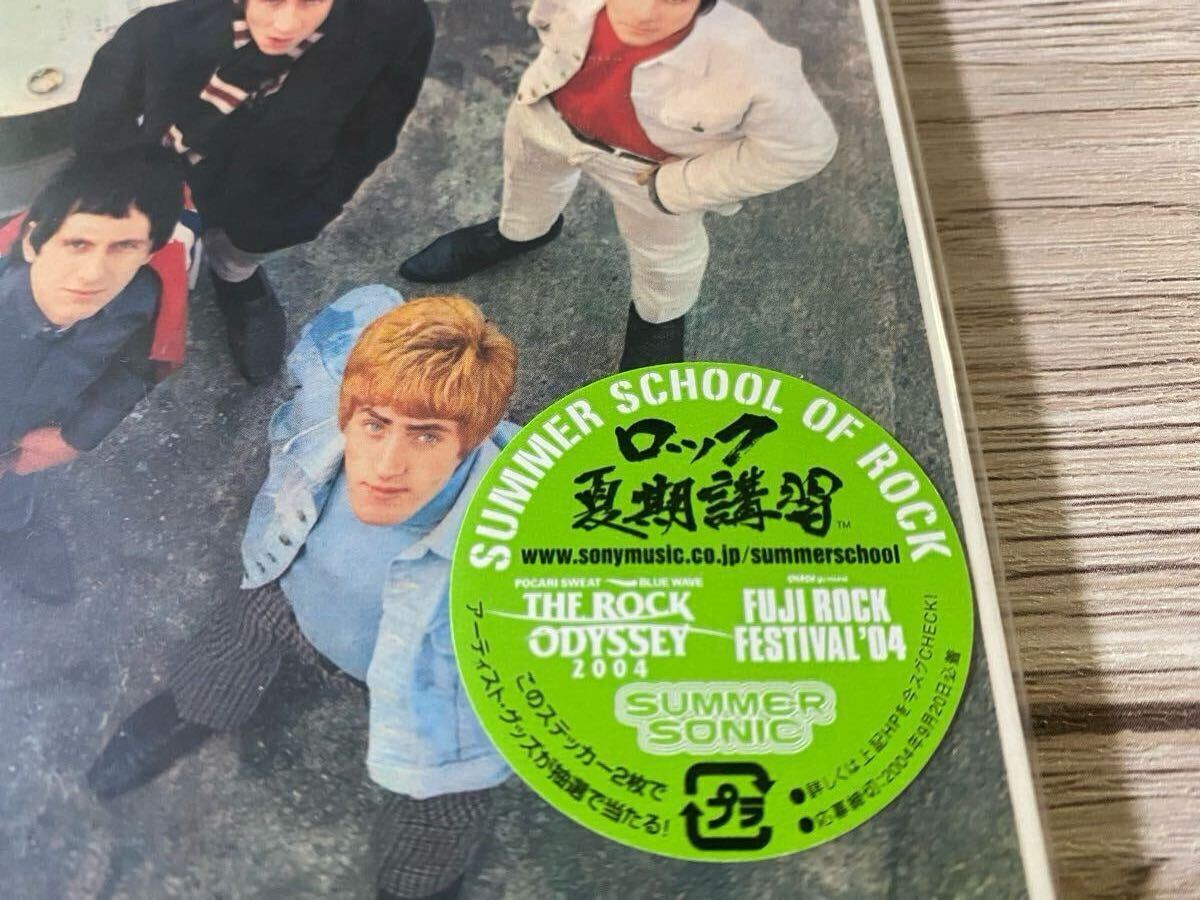 SUMMER SCHOOL OF ROCK
ロック
夏期講習
TM
www.sonymusic.co.jp/summerschool
POCARI SWEAT BLUE WAVE
THE ROCK
ODYSSEY
2004
FUJI ROCK
FESTIVAL'04
SUMMER
SONIC
このステッカー2枚で
アーティスト・グッズが抽選で当たる!
プラ
●詳しくは上記HPを今スグCHECK!
●応募締切:2004年9月20日必着